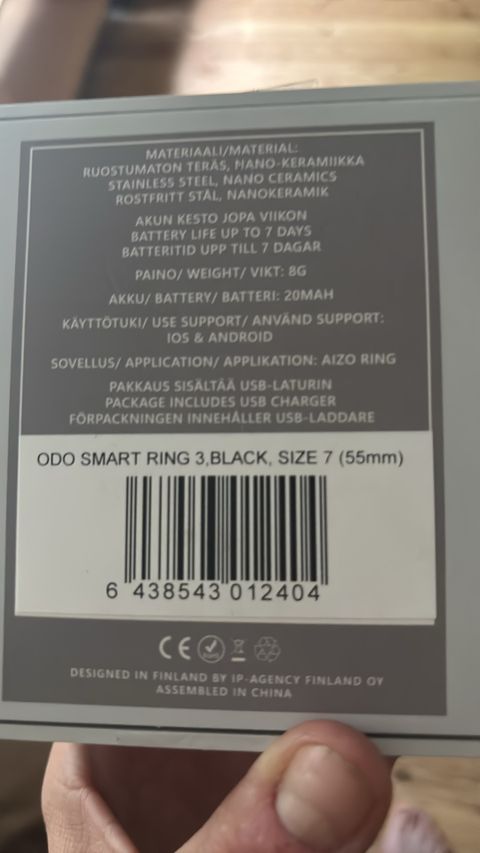 MATERIAALI/MATERIAL:
RUOSTUMATON TERÄS, NANO-KERAMIIKKA
STAINLESS STEEL, NANO CERAMICS
ROSTFRITT STÅL, NANOKERAMIK
AKUN KESTO JOPA VIIKON
BATTERY LIFE UP TO 7 DAYS
BATTERITID UPP TILL 7 DAGAR
PAINO/ WEIGHT/ VIKT: 8G
AKKU/ BATTERY/ BATTERI: 20MAH
KÄYTTÖTUKI/ USE SUPPORT/ ANVÄND SUPPORT:
IOS & ANDROID
SOVELLUS/ APPLICATION/ APPLIKATION: AIZO RING
PAKKAUS SISÄLTÄÄ USB-LATURIN
PACKAGE INCLUDES USB CHARGER
FÖRPACKNINGEN INNEHÅLLER USB-LADDARE
ODO SMART RING 3,BLACK, SIZE 7 (55mm)
6 438543 012404
CE
DESIGNED IN FINLAND BY IP-AGENCY FINLAND OY
ASSEMBLED IN CHINA